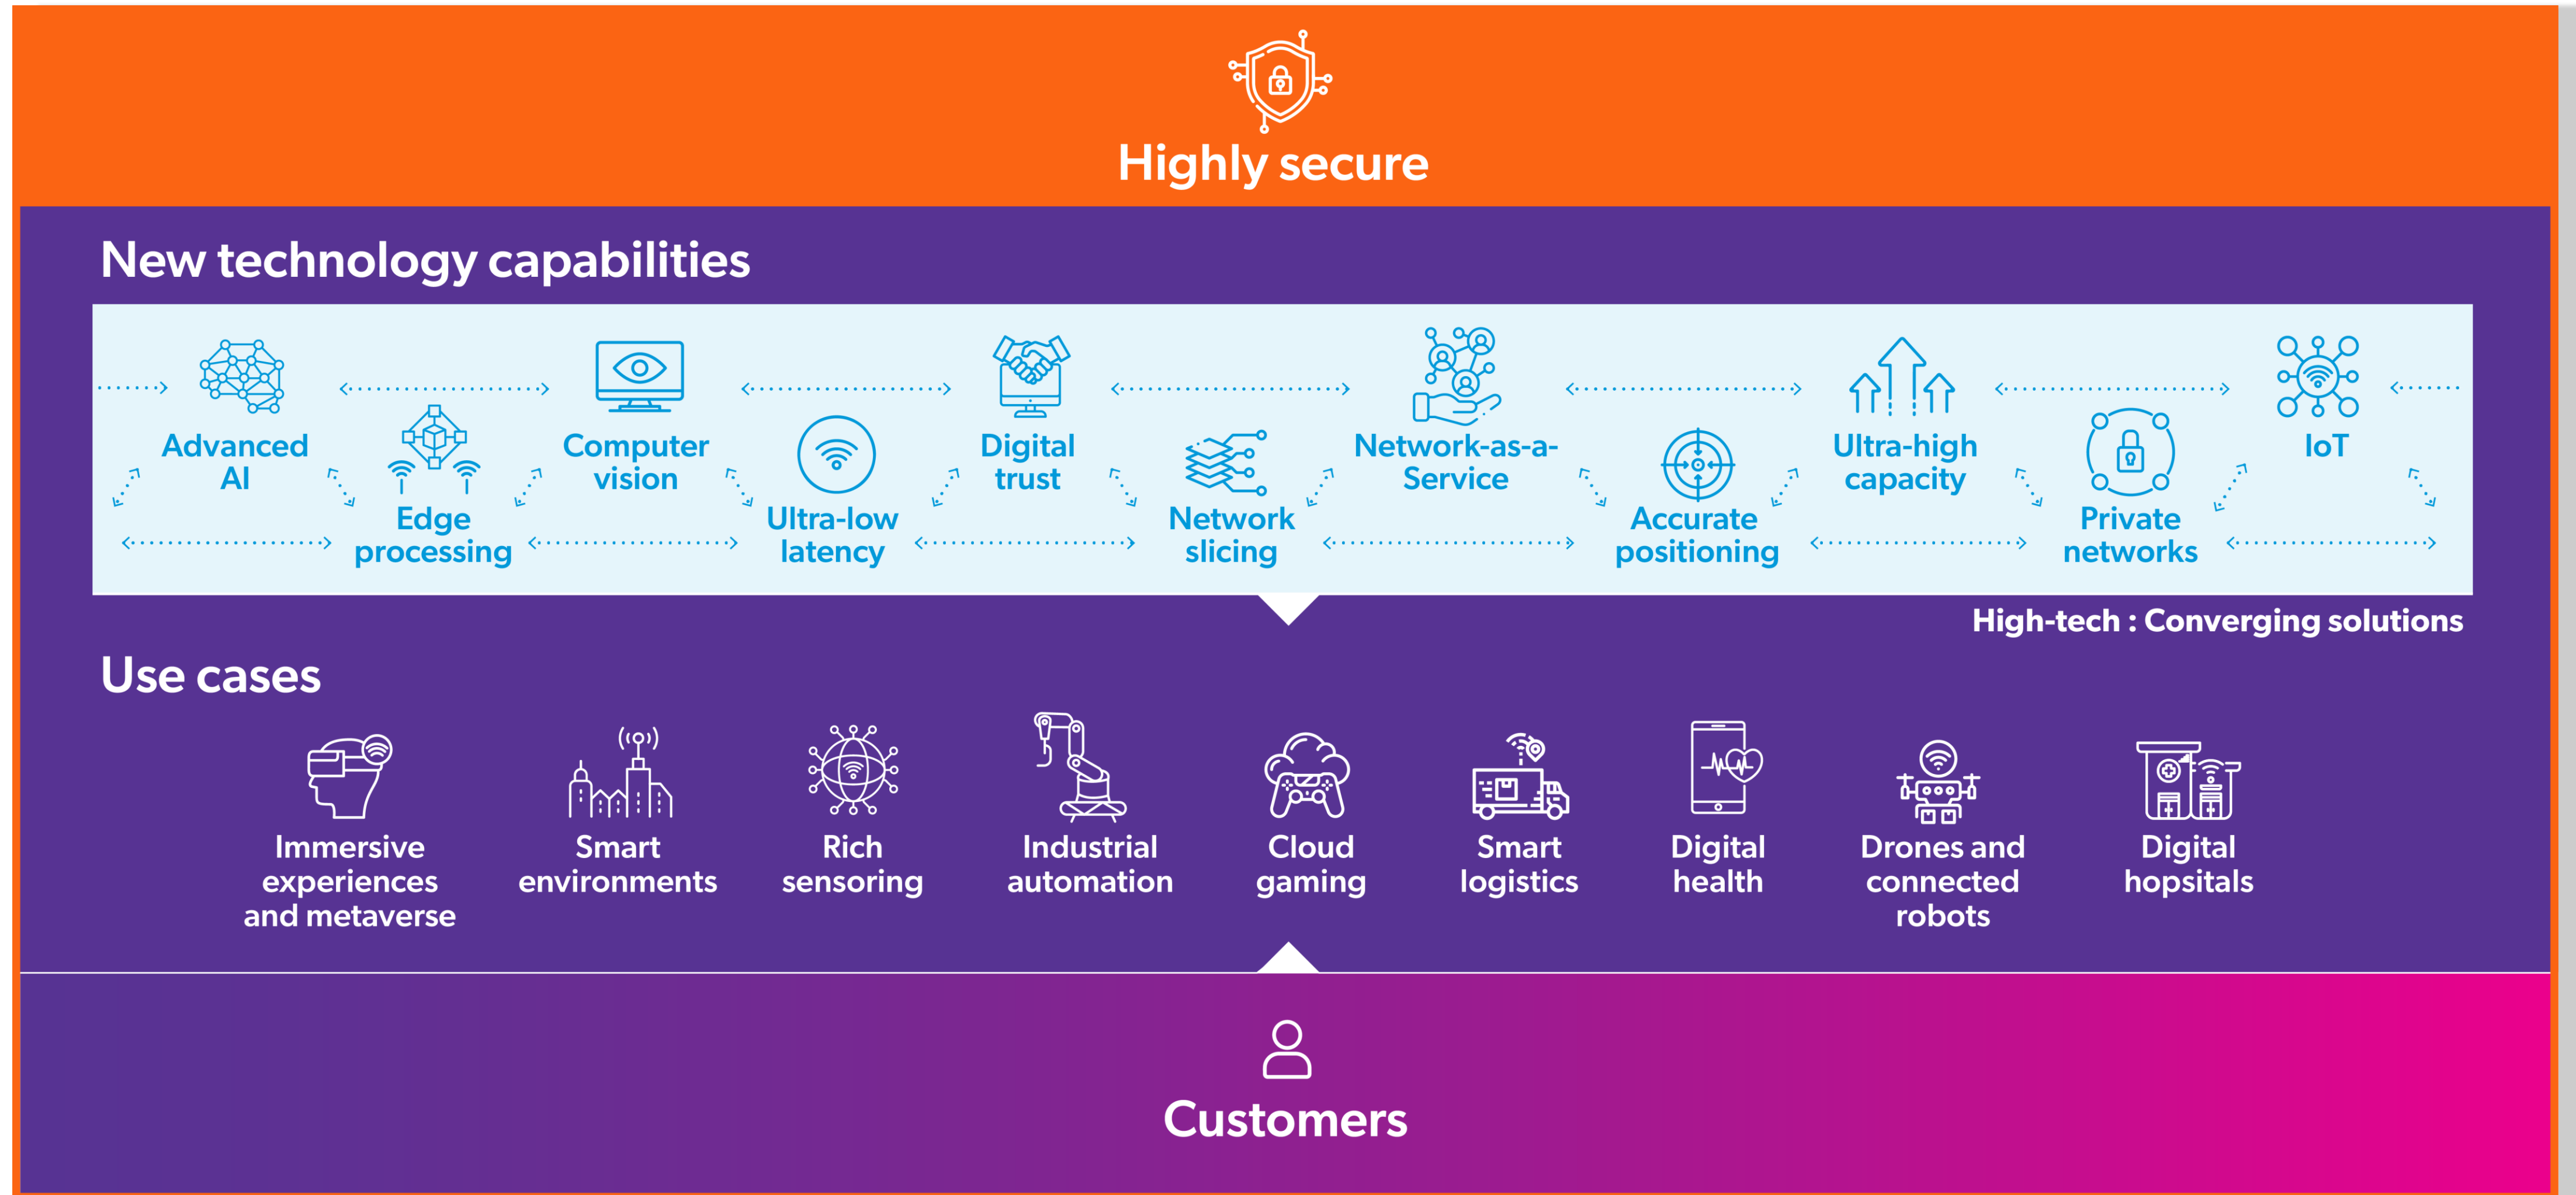 Highly secure
New technology capabilities
Advanced
AI
Edge
processing
Computer
vision
Ultra-low
latency
Digital
trust
Network
slicing
Network-as-a-
Service
Accurate
positioning
Ultra-high
capacity
Private
networks
IoT
High-tech : Converging solutions
Use cases
Immersive
experiences
and metaverse
Smart
environments
Rich
sensoring
Industrial
automation
Cloud
gaming
Smart
logistics
Digital
health
Drones and
connected
robots
Digital
hopsitals
Customers